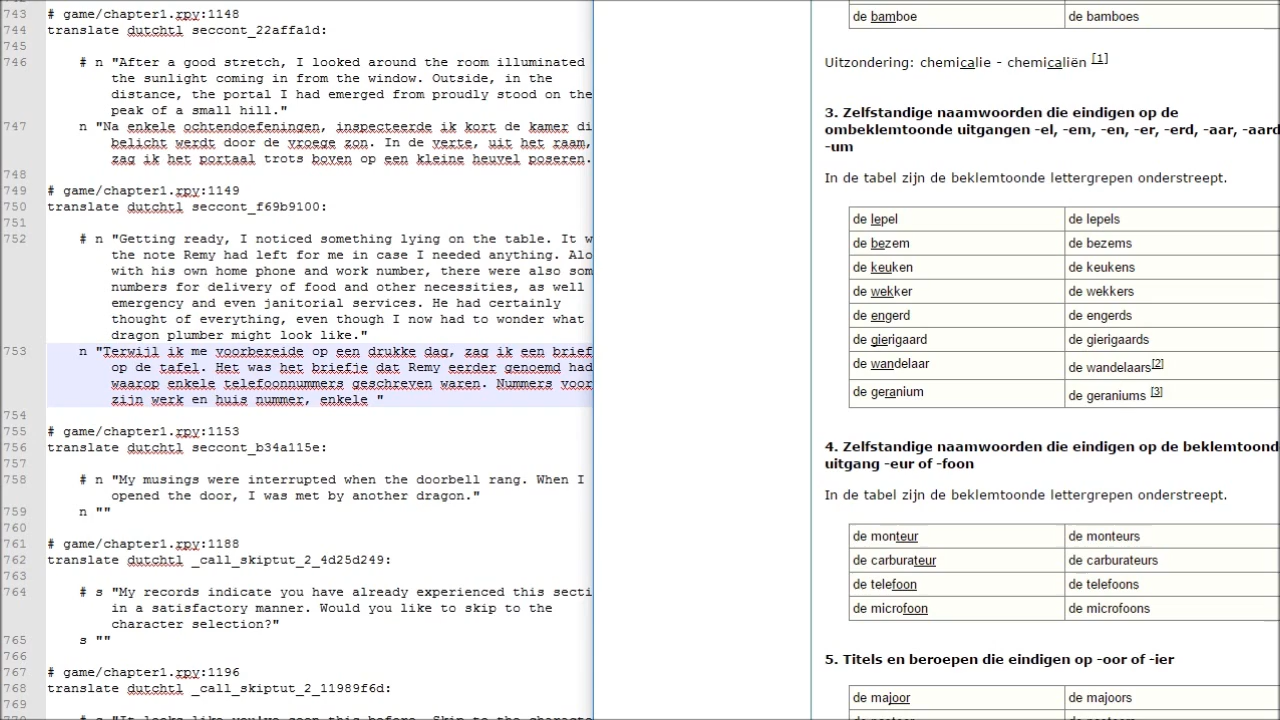 743 # game/chapter1.rpy:1148
744 translate dutchtl seccont_22affa1d:
745
746 # n "After a good stretch, I looked around the room illuminated
the sunlight coming in from the window. Outside, in the
distance, the portal I had emerged from proudly stood on the
peak of a small hill."
747 n "Na enkele ochtendoefeningen, inspecteerde ik kort de kamer di
belicht werdt door de vroege zon. In de verte, uit het raam,
zag ik het portaal trots boven op een kleine heuvel poseren.
748
749 # game/chapter1.rpy:1149
750 translate dutchtl seccont_f69b9100:
751
752 # n "Getting ready, I noticed something lying on the table. It w
the note Remy had left for me in case I needed anything. Alo
with his own home phone and work number, there were also som
numbers for delivery of food and other necessities, as well
emergency and even janitorial services. He had certainly
thought of everything, even though I now had to wonder what
dragon plumber might look like."
753 n "Terwijl ik me voorbereide op een drukke dag, zag ik een brief
op de tafel. Het was het briefje dat Remy eerder genoemd had
waarop enkele telefoonnummers geschreven waren. Nummers voor
zijn werk en huis nummer, enkele "
754
755 # game/chapter1.rpy:1153
756 translate dutchtl seccont_b34a115e:
757
758 # n "My musings were interrupted when the doorbell rang. When I
opened the door, I was met by another dragon."
759 n ""
760
761 # game/chapter1.rpy:1188
762 translate dutchtl _call_skiptut_2_4d25d249:
763
764 # s "My records indicate you have already experienced this secti
in a satisfactory manner. Would you like to skip to the
character selection?"
765 s ""
766
767 # game/chapter1.rpy:1196
768 translate dutchtl _call_skiptut_2_11989f6d:
769
de bamboe de bamboes
Uitzondering: chemicalie - chemicaliën [1]
3. Zelfstandige naamwoorden die eindigen op de
ombeklemtoonde uitgangen -el, -em, -en, -er, -erd, -aar, -aard
-um
In de tabel zijn de beklemtoonde lettergrepen onderstreept.
de lepel de lepels
de bezem de bezems
de keuken de keukens
de wekker de wekkers
de engerd de engerds
de gierigaard de gierigaards
de wandelaar de wandelaars[2]
de geranium de geraniums [3]
4. Zelfstandige naamwoorden die eindigen op de beklemtoond
uitgang -eur of -foon
In de tabel zijn de beklemtoonde lettergrepen onderstreept.
de monteur de monteurs
de carburateur de carburateurs
de telefoon de telefoons
de microfoon de microfoons
5. Titels en beroepen die eindigen op -oor of -ier
de majoor de majoors